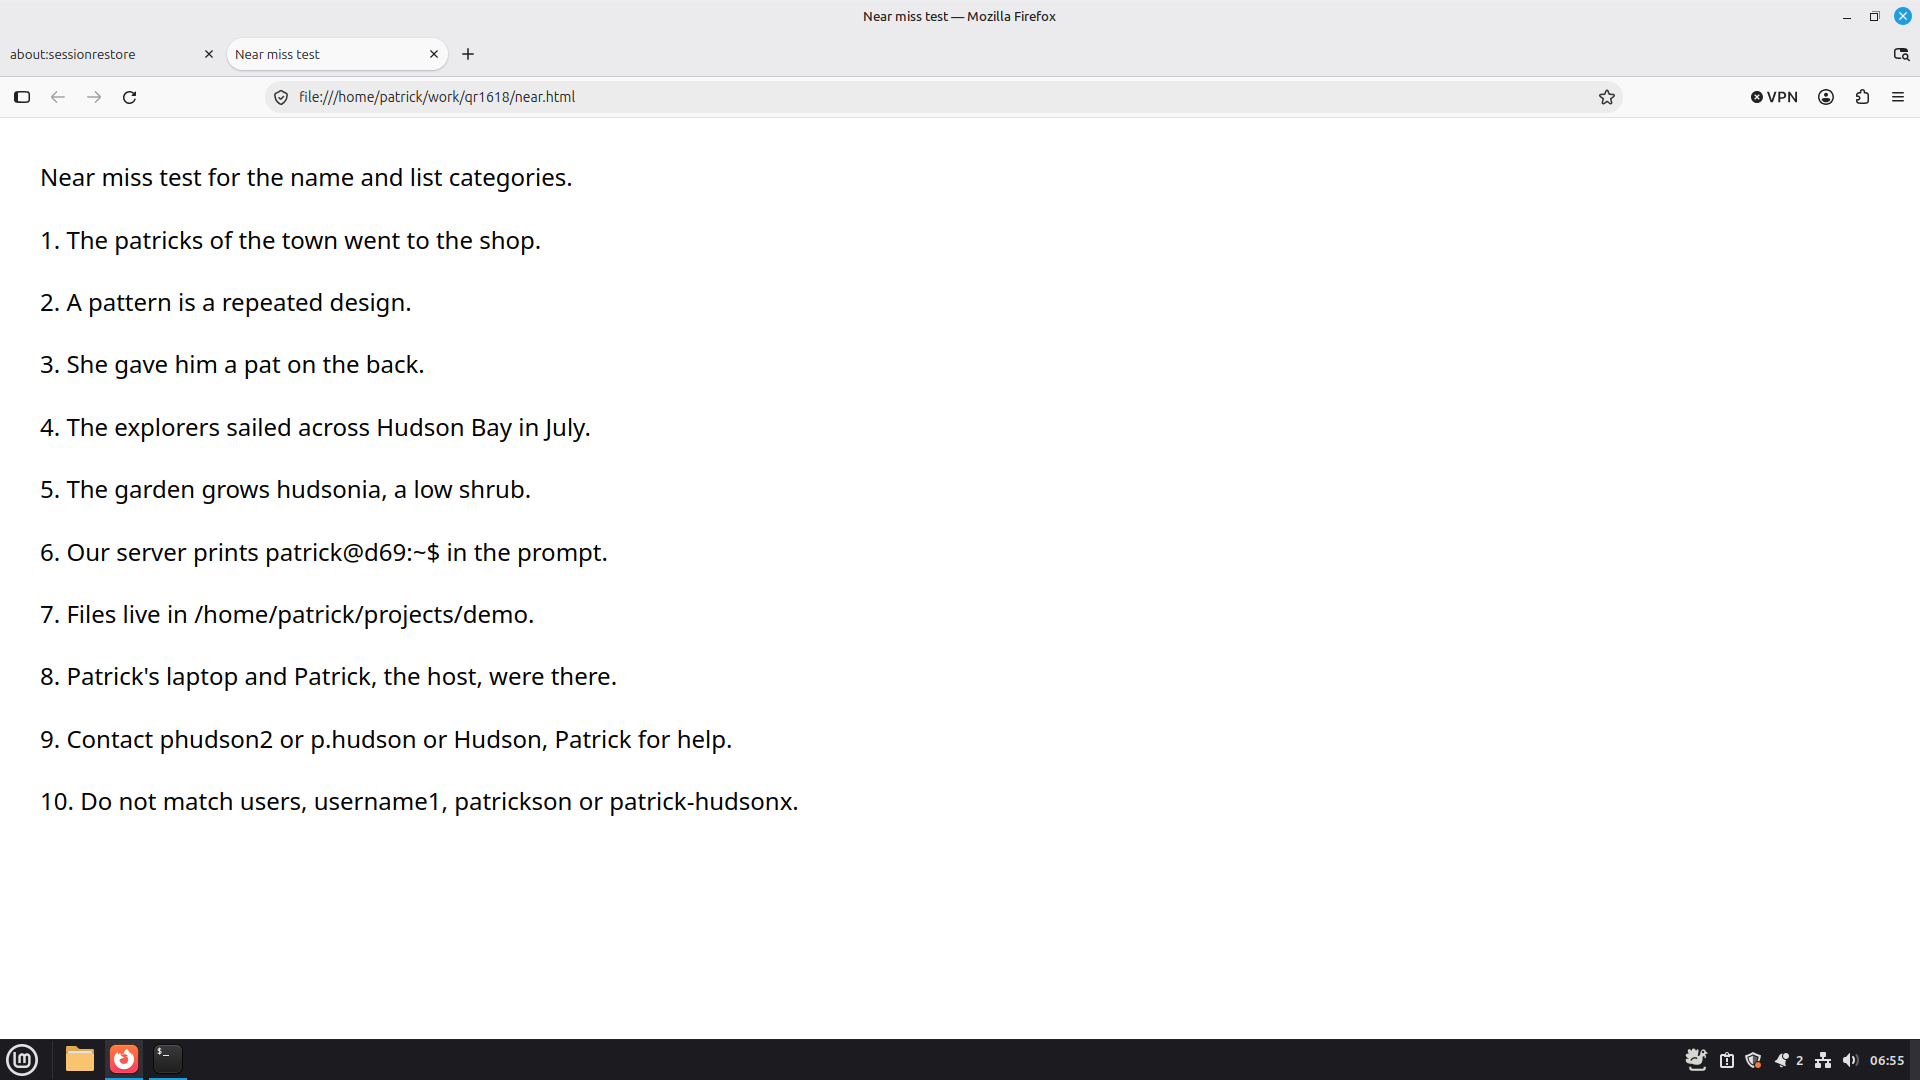 Near miss test — Mozilla Firefox
about:sessionrestore
Near miss test
file:///home/patrick/work/qr1618/near.html
VPN
Near miss test for the name and list categories.
1. The patricks of the town went to the shop.
2. A pattern is a repeated design.
3. She gave him a pat on the back.
4. The explorers sailed across Hudson Bay in July.
5. The garden grows hudsonia, a low shrub.
6. Our server prints patrick@d69:~$ in the prompt.
7. Files live in /home/patrick/projects/demo.
8. Patrick's laptop and Patrick, the host, were there.
9. Contact phudson2 or p.hudson or Hudson, Patrick for help.
10. Do not match users, username1, patrickson or patrick-hudsonx.
$_
2
06:55